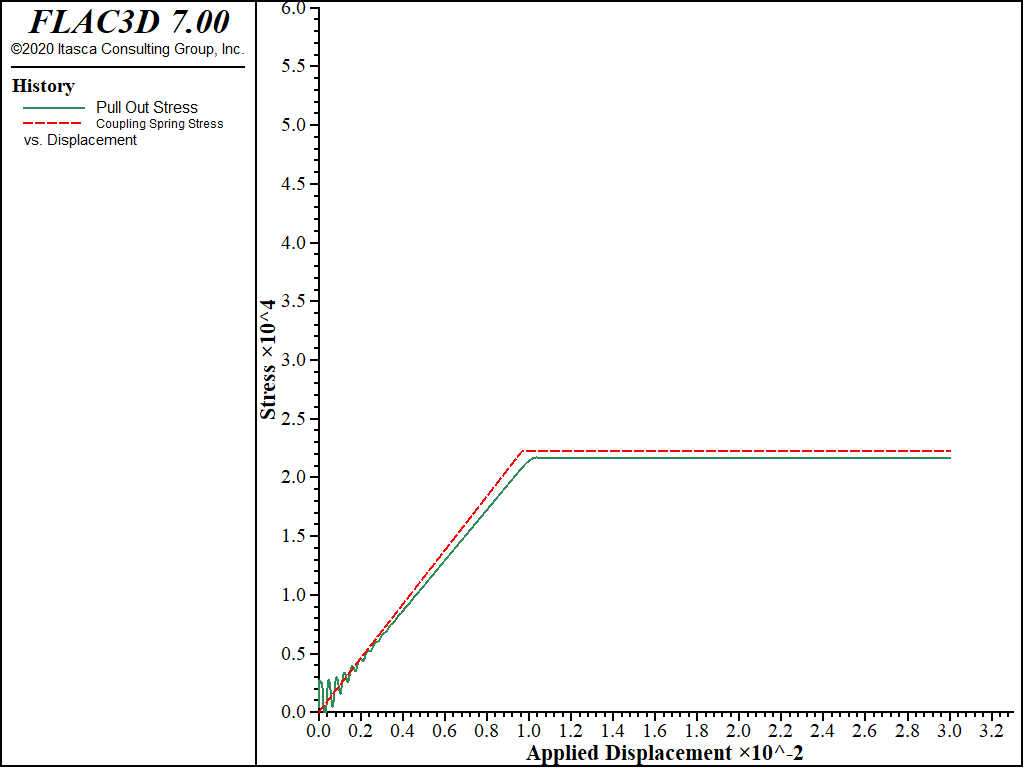 FLAC3D 7.00
©2020 Itasca Consulting Group, Inc.
History
Pull Out Stress
Coupling Spring Stress
vs. Displacement
6.0
5.5
5.0
4.5
4.0
3.5
3.0
2.5
2.0
1.5
1.0
0.5
0.0
Stress ×10^4
0.0 0.2 0.4 0.6 0.8 1.0 1.2 1.4 1.6 1.8 2.0 2.2 2.4 2.6 2.8 3.0 3.2
Applied Displacement ×10^-2